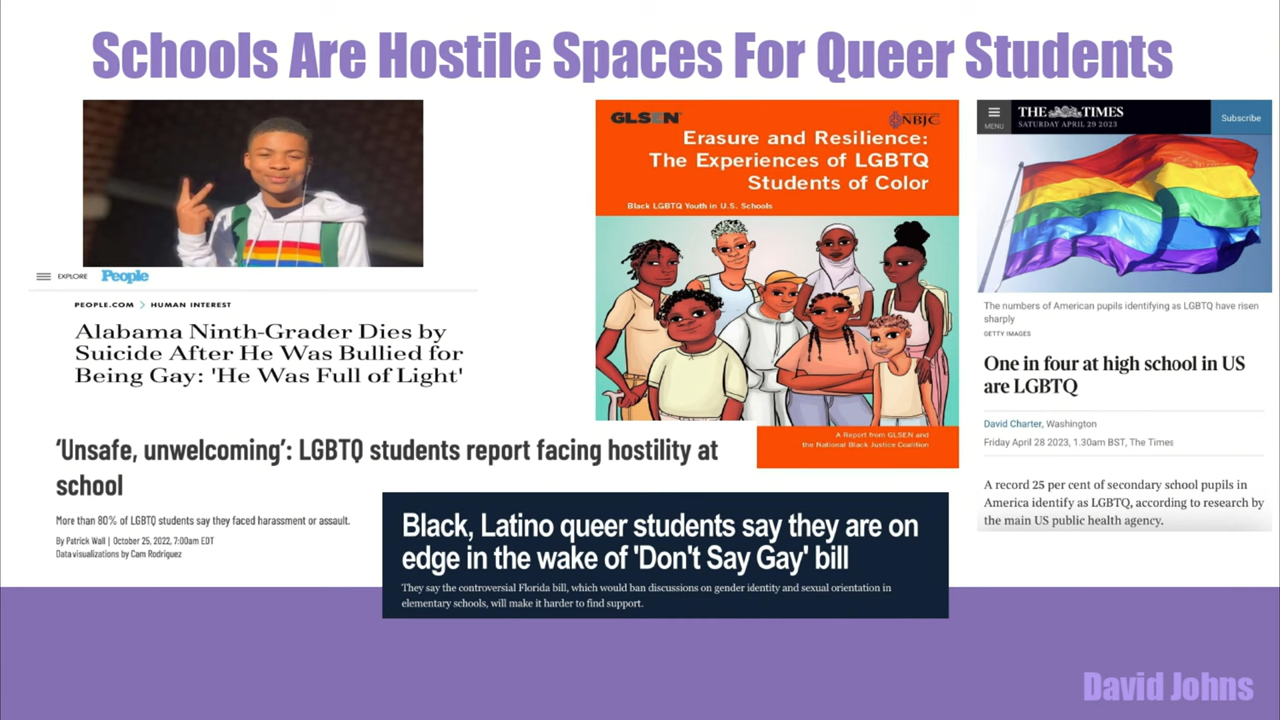 Schools Are Hostile Spaces For Queer Students
EXPLORE People
PEOPLE.COM > HUMAN INTEREST
Alabama Ninth-Grader Dies by
Suicide After He Was Bullied for
Being Gay: 'He Was Full of Light'
'Unsafe, unwelcoming': LGBTQ students report facing hostility at
school
More than 80% of LGBTQ students say they faced harassment or assault.
By Patrick Wall | October 25, 2022, 7:00am EDT
Data visualizations by Cam Rodriguez
GLSEN NBJC
Erasure and Resilience:
The Experiences of LGBTQ
Students of Color
Black LGBTQ Youth in U.S. Schools
A Report from GLSEN and
the National Black Justice Coalition
Black, Latino queer students say they are on
edge in the wake of 'Don't Say Gay' bill
They say the controversial Florida bill, which would ban discussions on gender identity and sexual orientation in
elementary schools, will make it harder to find support.
MENU
THE TIMES
SATURDAY APRIL 29 2023
Subscribe
The numbers of American pupils identifying as LGBTQ have risen
sharply
GETTY IMAGES
One in four at high school in US
are LGBTQ
David Charter, Washington
Friday April 28 2023, 1.30am BST, The Times
A record 25 per cent of secondary school pupils in
America identify as LGBTQ, according to research by
the main US public health agency.
David Johns